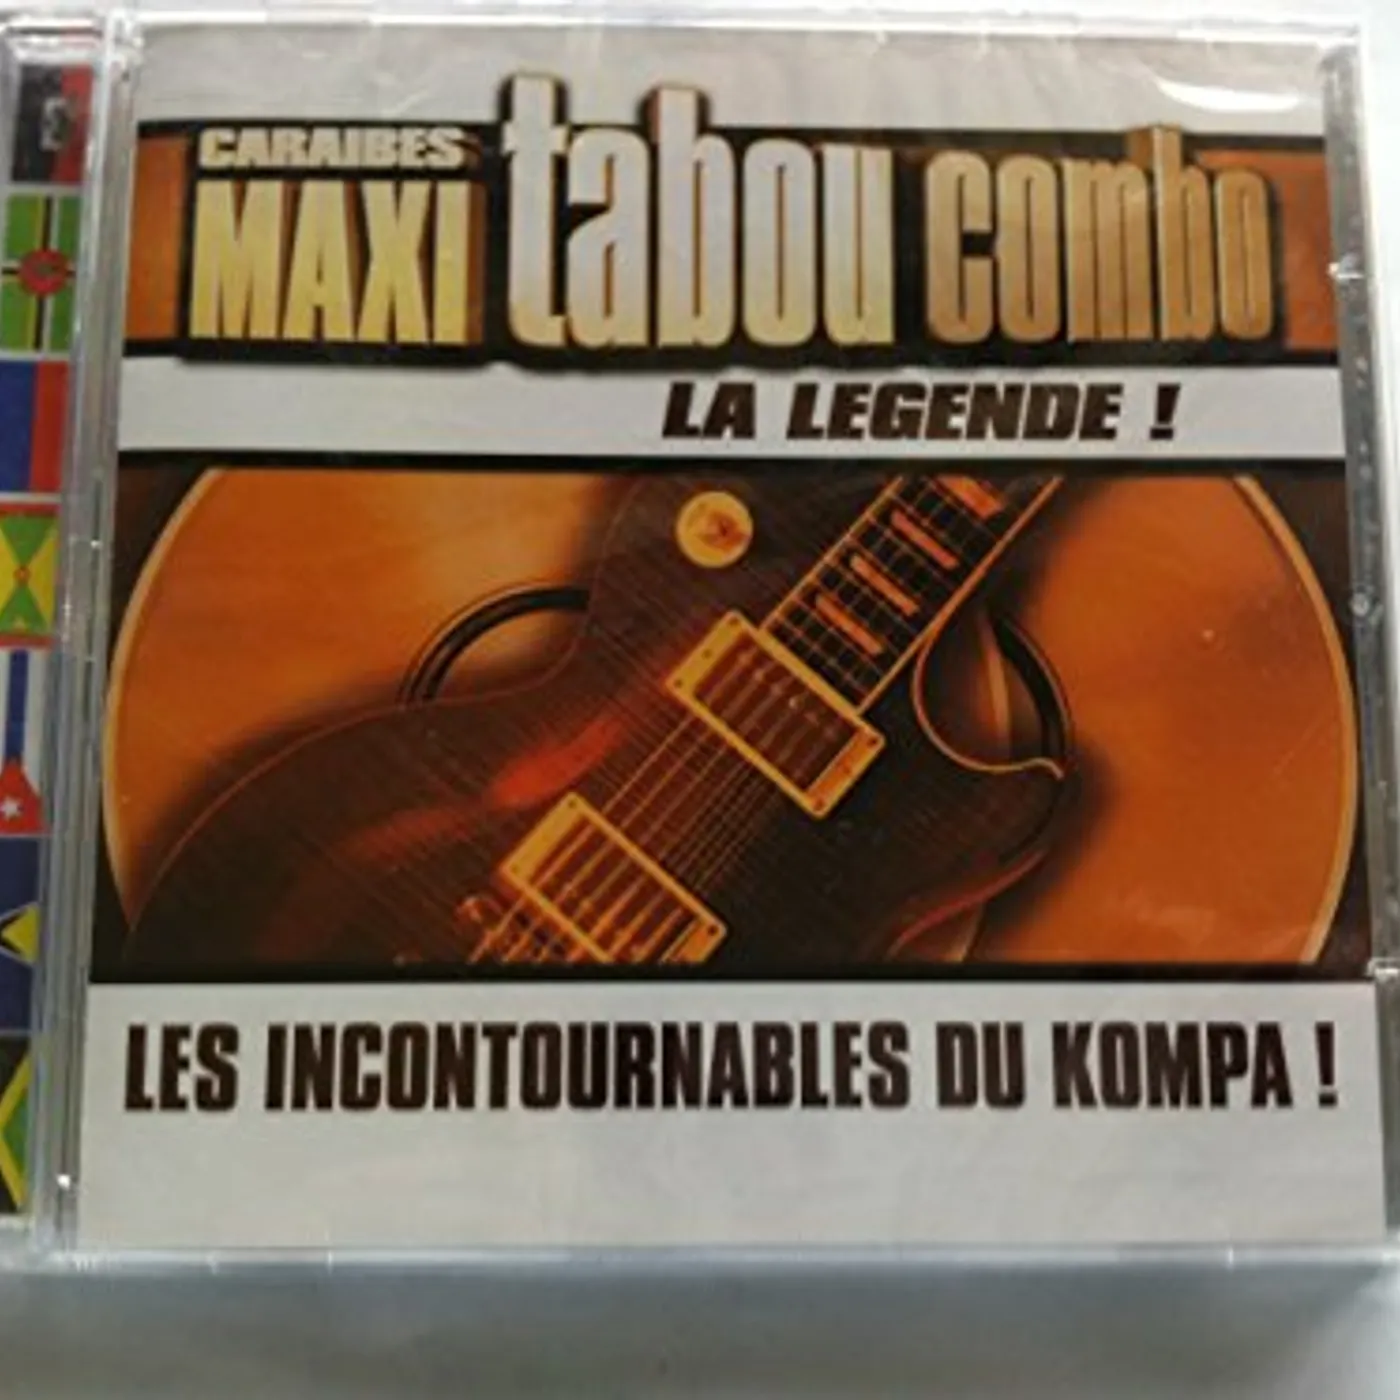 CARAIBES
MAXI
tabou combo
LA LEGENDE !
LES INCONTOURNABLES DU KOMPA !